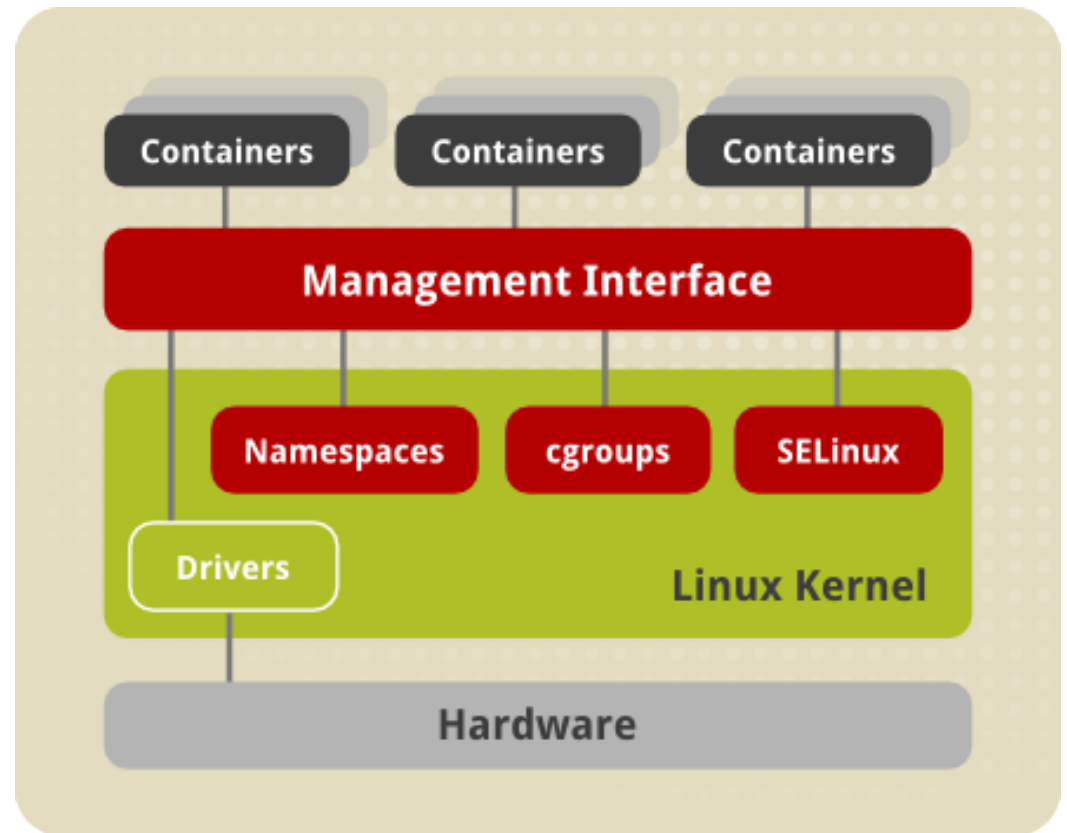 Containers
Containers
Containers
Management Interface
Namespaces
cgroups
SELinux
Drivers
Linux Kernel
Hardware